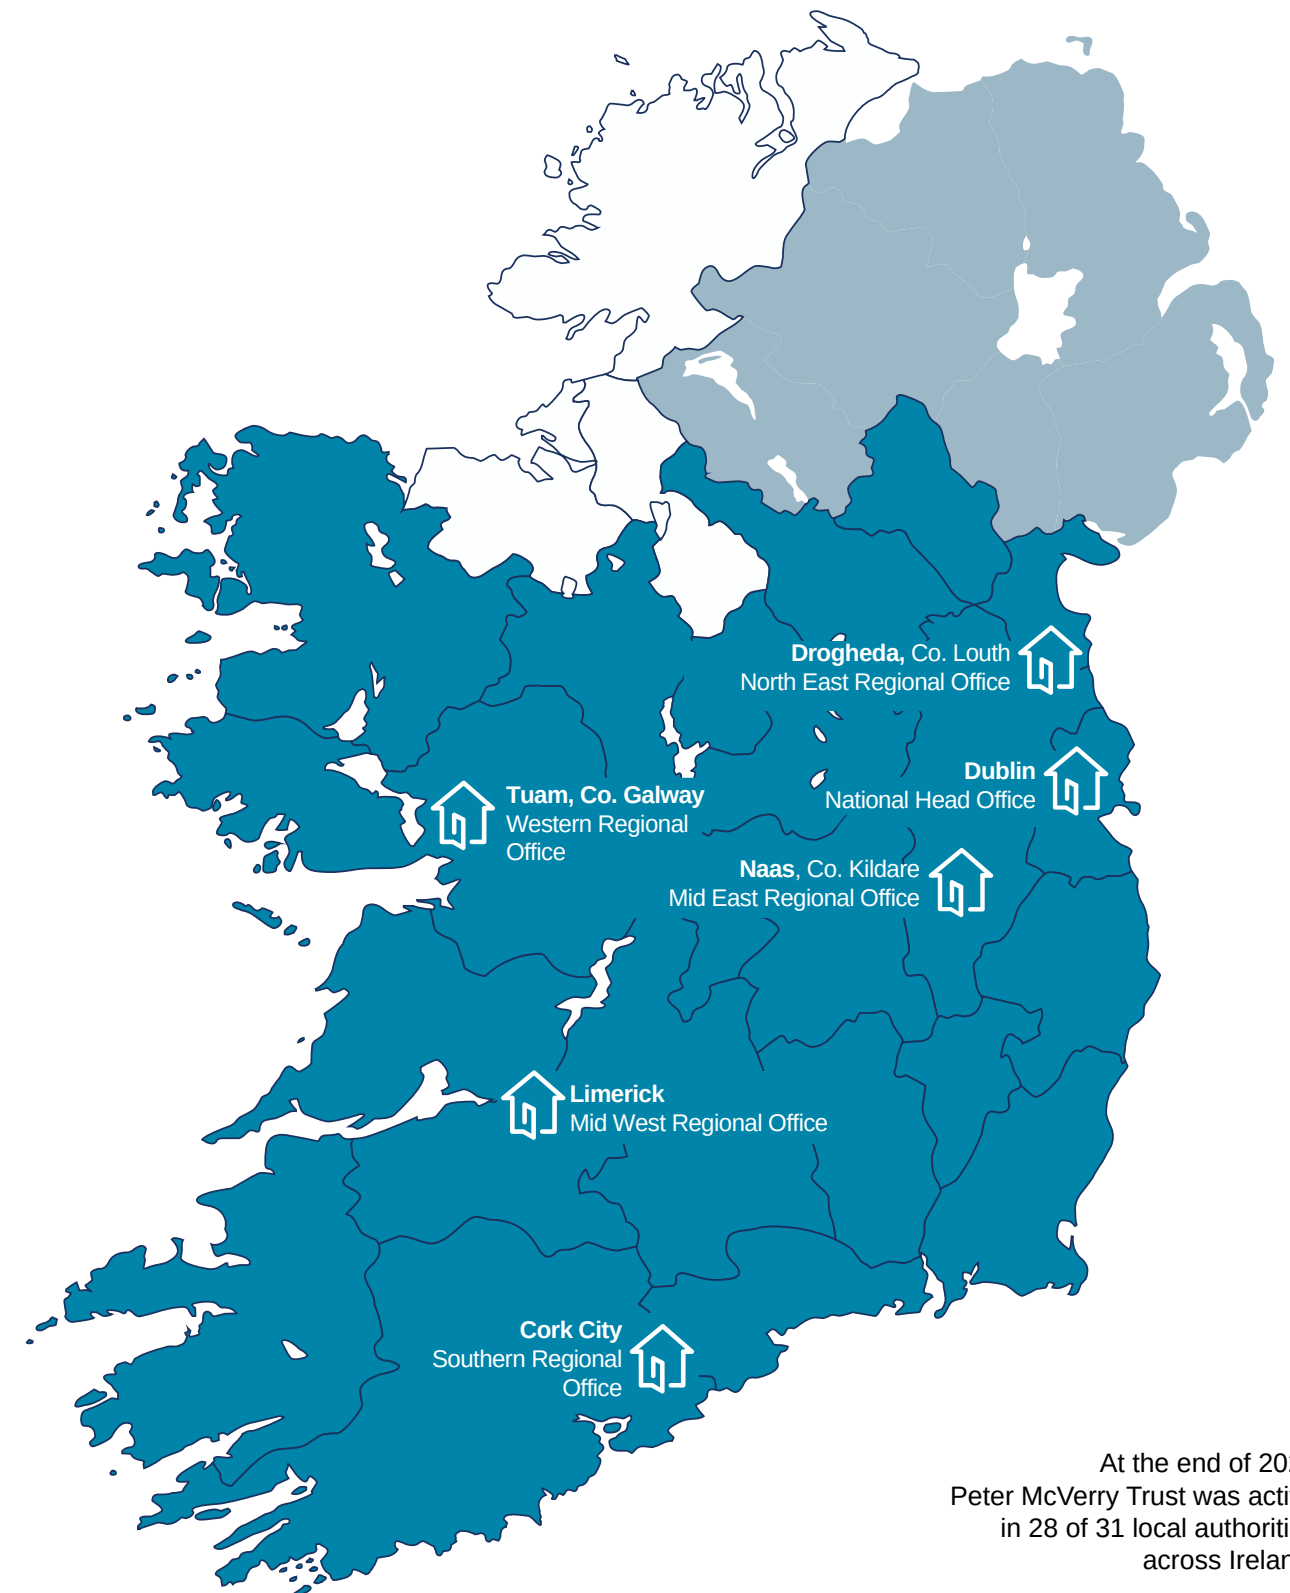 Drogheda, Co. Louth
North East Regional Office
Dublin
National Head Office
Tuam, Co. Galway
Western Regional
Office
Naas, Co. Kildare
Mid East Regional Office
Limerick
Mid West Regional Office
Cork City
Southern Regional
Office
At the end of
Peter McVerry Trust was
in 28 of 31 local
across